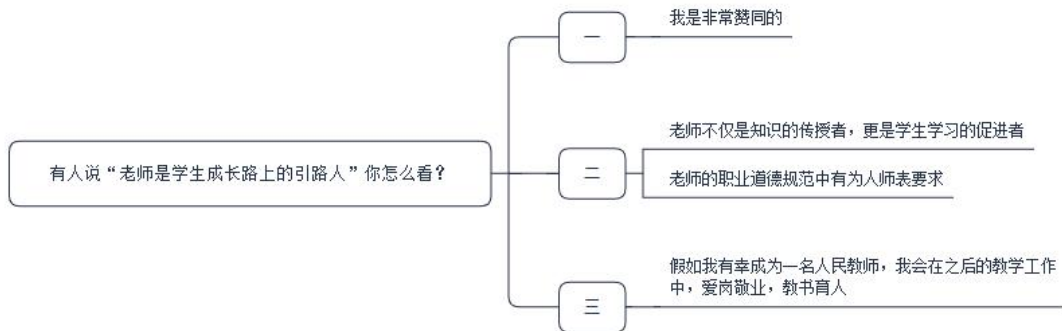 有人说“老师是学生成长路上的引路人”你怎么看？
一
我是非常赞同的
二
老师不仅是知识的传授者，更是学生学习的促进者
老师的职业道德规范中有为人师表要求
三
假如我有幸成为一名人民教师，我会在之后的教学工作
中，爱岗敬业，教书育人